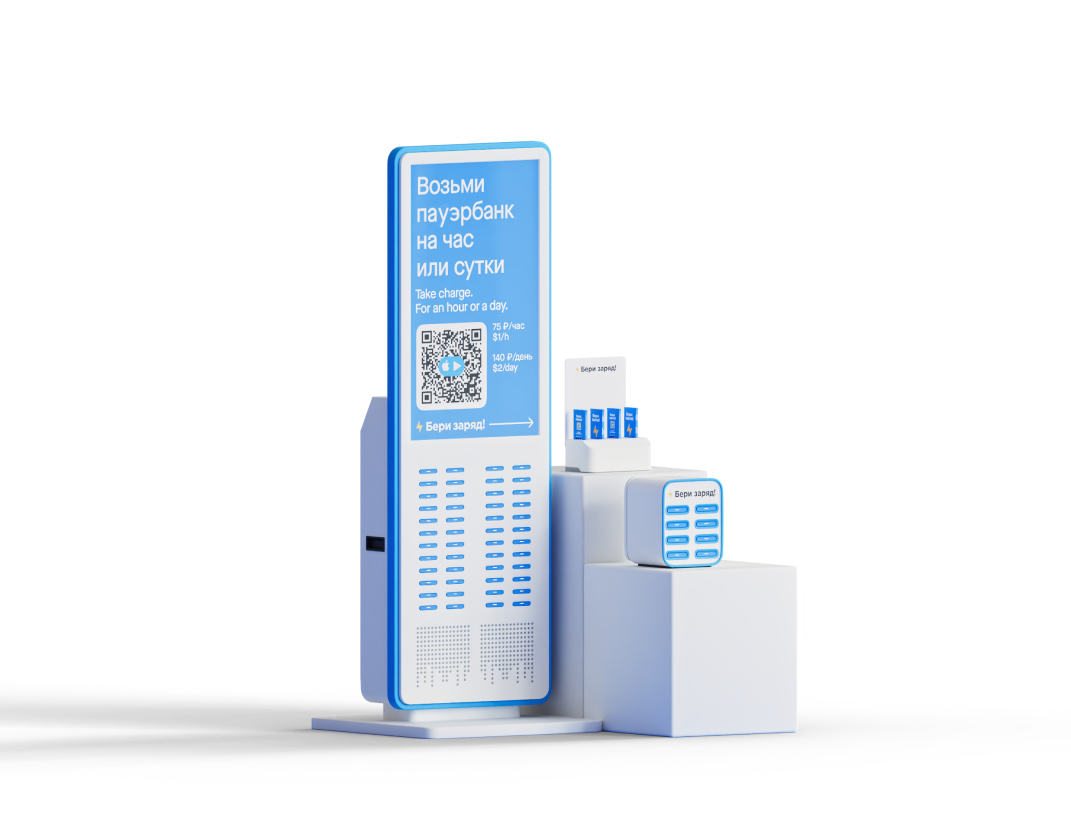 Возьми
пауэрбанк
на час
или сутки
Take charge.
For an hour or a day.
75 ₽/час
$1/h
140 ₽/день
$2/day
Бери заряд!
Бери заряд!
Бери заряд!